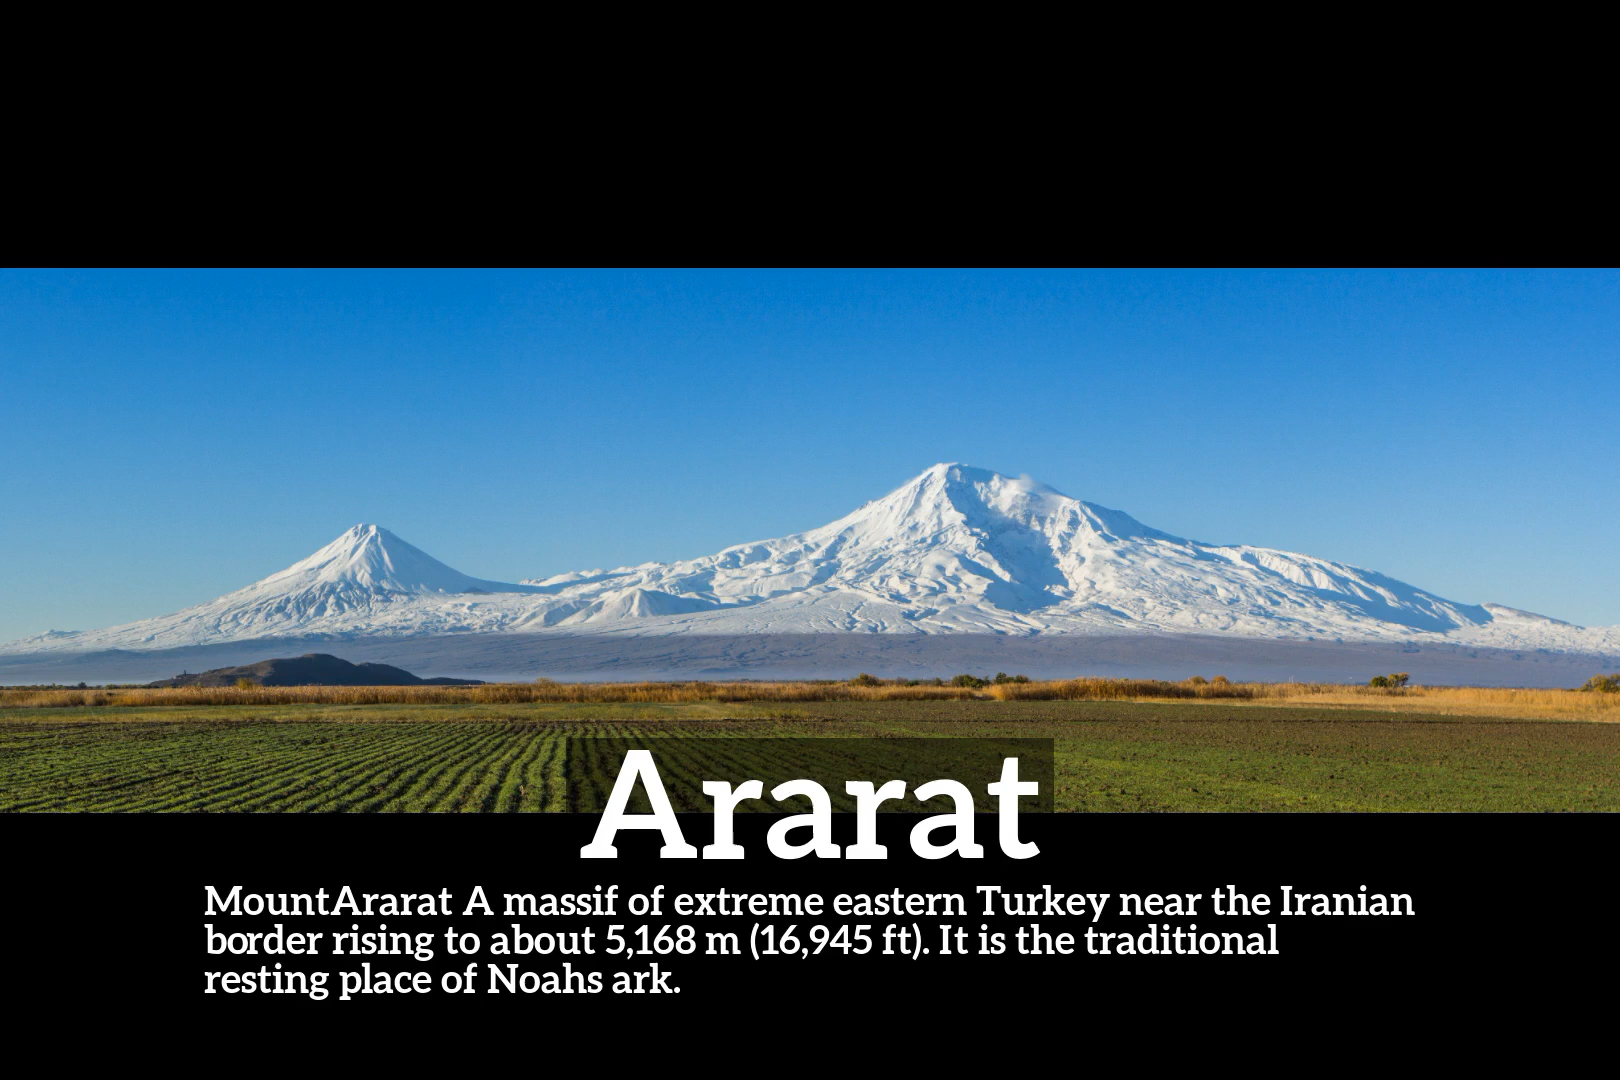 Ararat
MountArarat A massif of extreme eastern Turkey near the Iranian
border rising to about 5,168 m (16,945 ft). It is the traditional
resting place of Noahs ark.